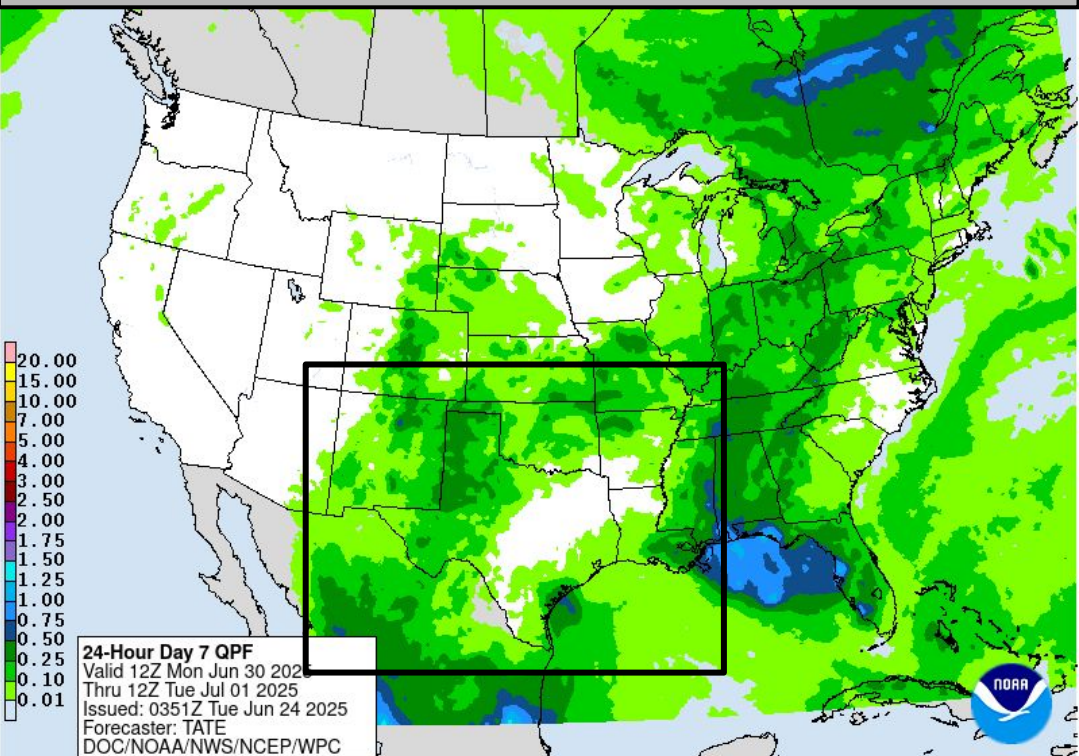 20.00
15.00
10.00
7.00
5.00
4.00
3.00
2.50
2.00
1.75
1.50
1.25
1.00
0.75
0.50
0.25
0.10
0.01
24-Hour Day 7 QPF
Valid 12Z Mon Jun 30 2025
Thru 12Z Tue Jul 01 2025
Issued: 0351Z Tue Jun 24 2025
Forecaster: TATE
DOC/NOAA/NWS/NCEP/WPC
NOAA